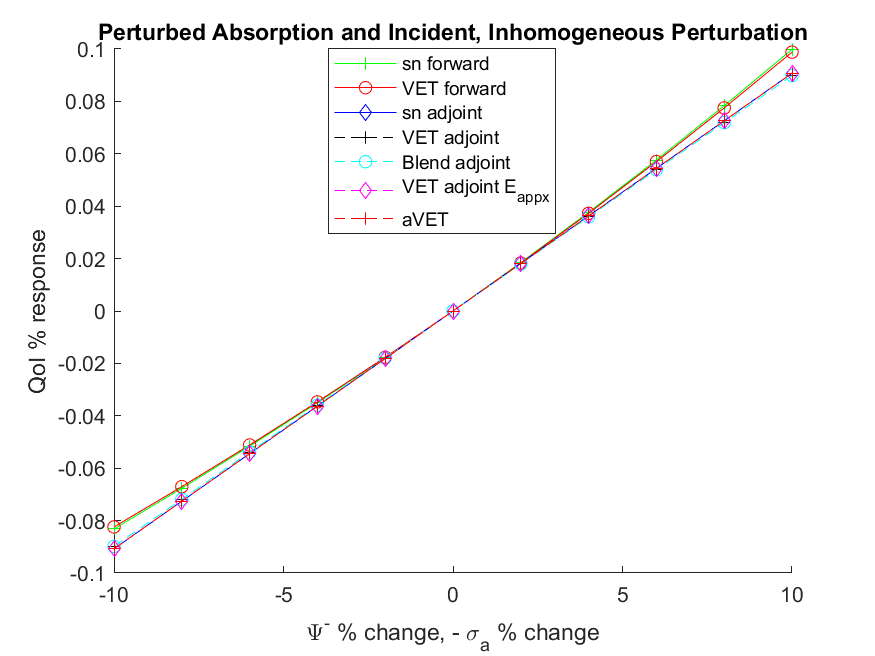 Perturbed Absorption and Incident, Inhomogeneous Perturbation
sn forward
VET forward
sn adjoint
VET adjoint
Blend adjoint
VET adjoint E_appx
aVET
0.1
0.08
0.06
0.04
0.02
0
-0.02
-0.04
-0.06
-0.08
-0.1
QoI % response
-10 -5 0 5 10
Ψ⁻ % change, - σ_a % change